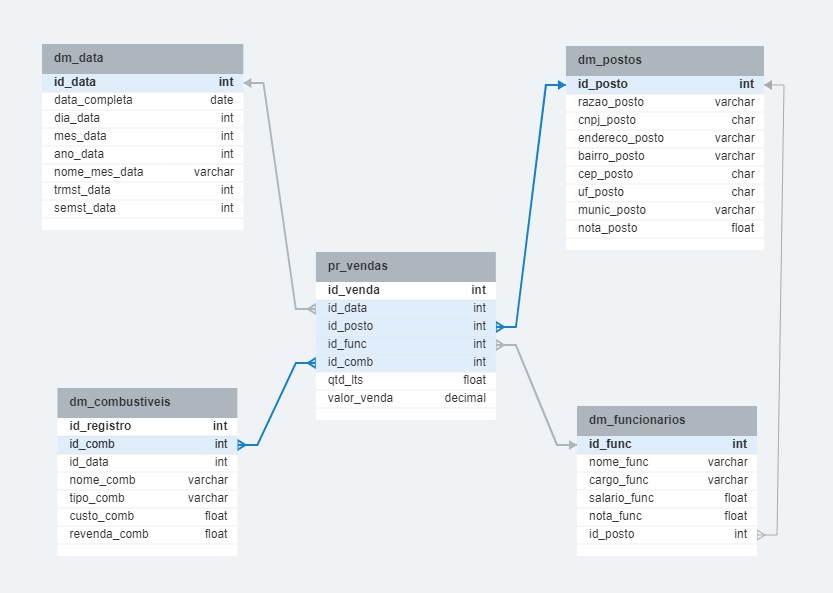 dm_data
id_data int
data_completa date
dia_data int
mes_data int
ano_data int
nome_mes_data varchar
trmst_data int
semst_data int
dm_postos
id_posto int
razao_posto varchar
cnpj_posto char
endereco_posto varchar
bairro_posto varchar
cep_posto char
uf_posto char
munic_posto varchar
nota_posto float
pr_vendas
id_venda int
id_data int
id_posto int
id_func int
id_comb int
qtd_lts float
valor_venda decimal
dm_combustiveis
id_registro int
id_comb int
id_data int
nome_comb varchar
tipo_comb varchar
custo_comb float
revenda_comb float
dm_funcionarios
id_func int
nome_func varchar
cargo_func varchar
salario_func float
nota_func float
id_posto int